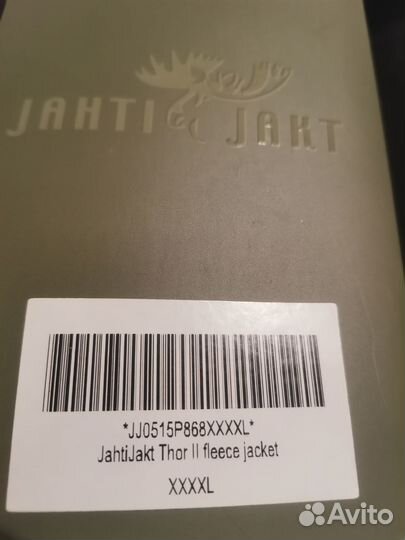 JAHTI JAKT
*JJ0515P868XXXXL*
JahtiJakt Thor II fleece jacket
XXXXL
Avito